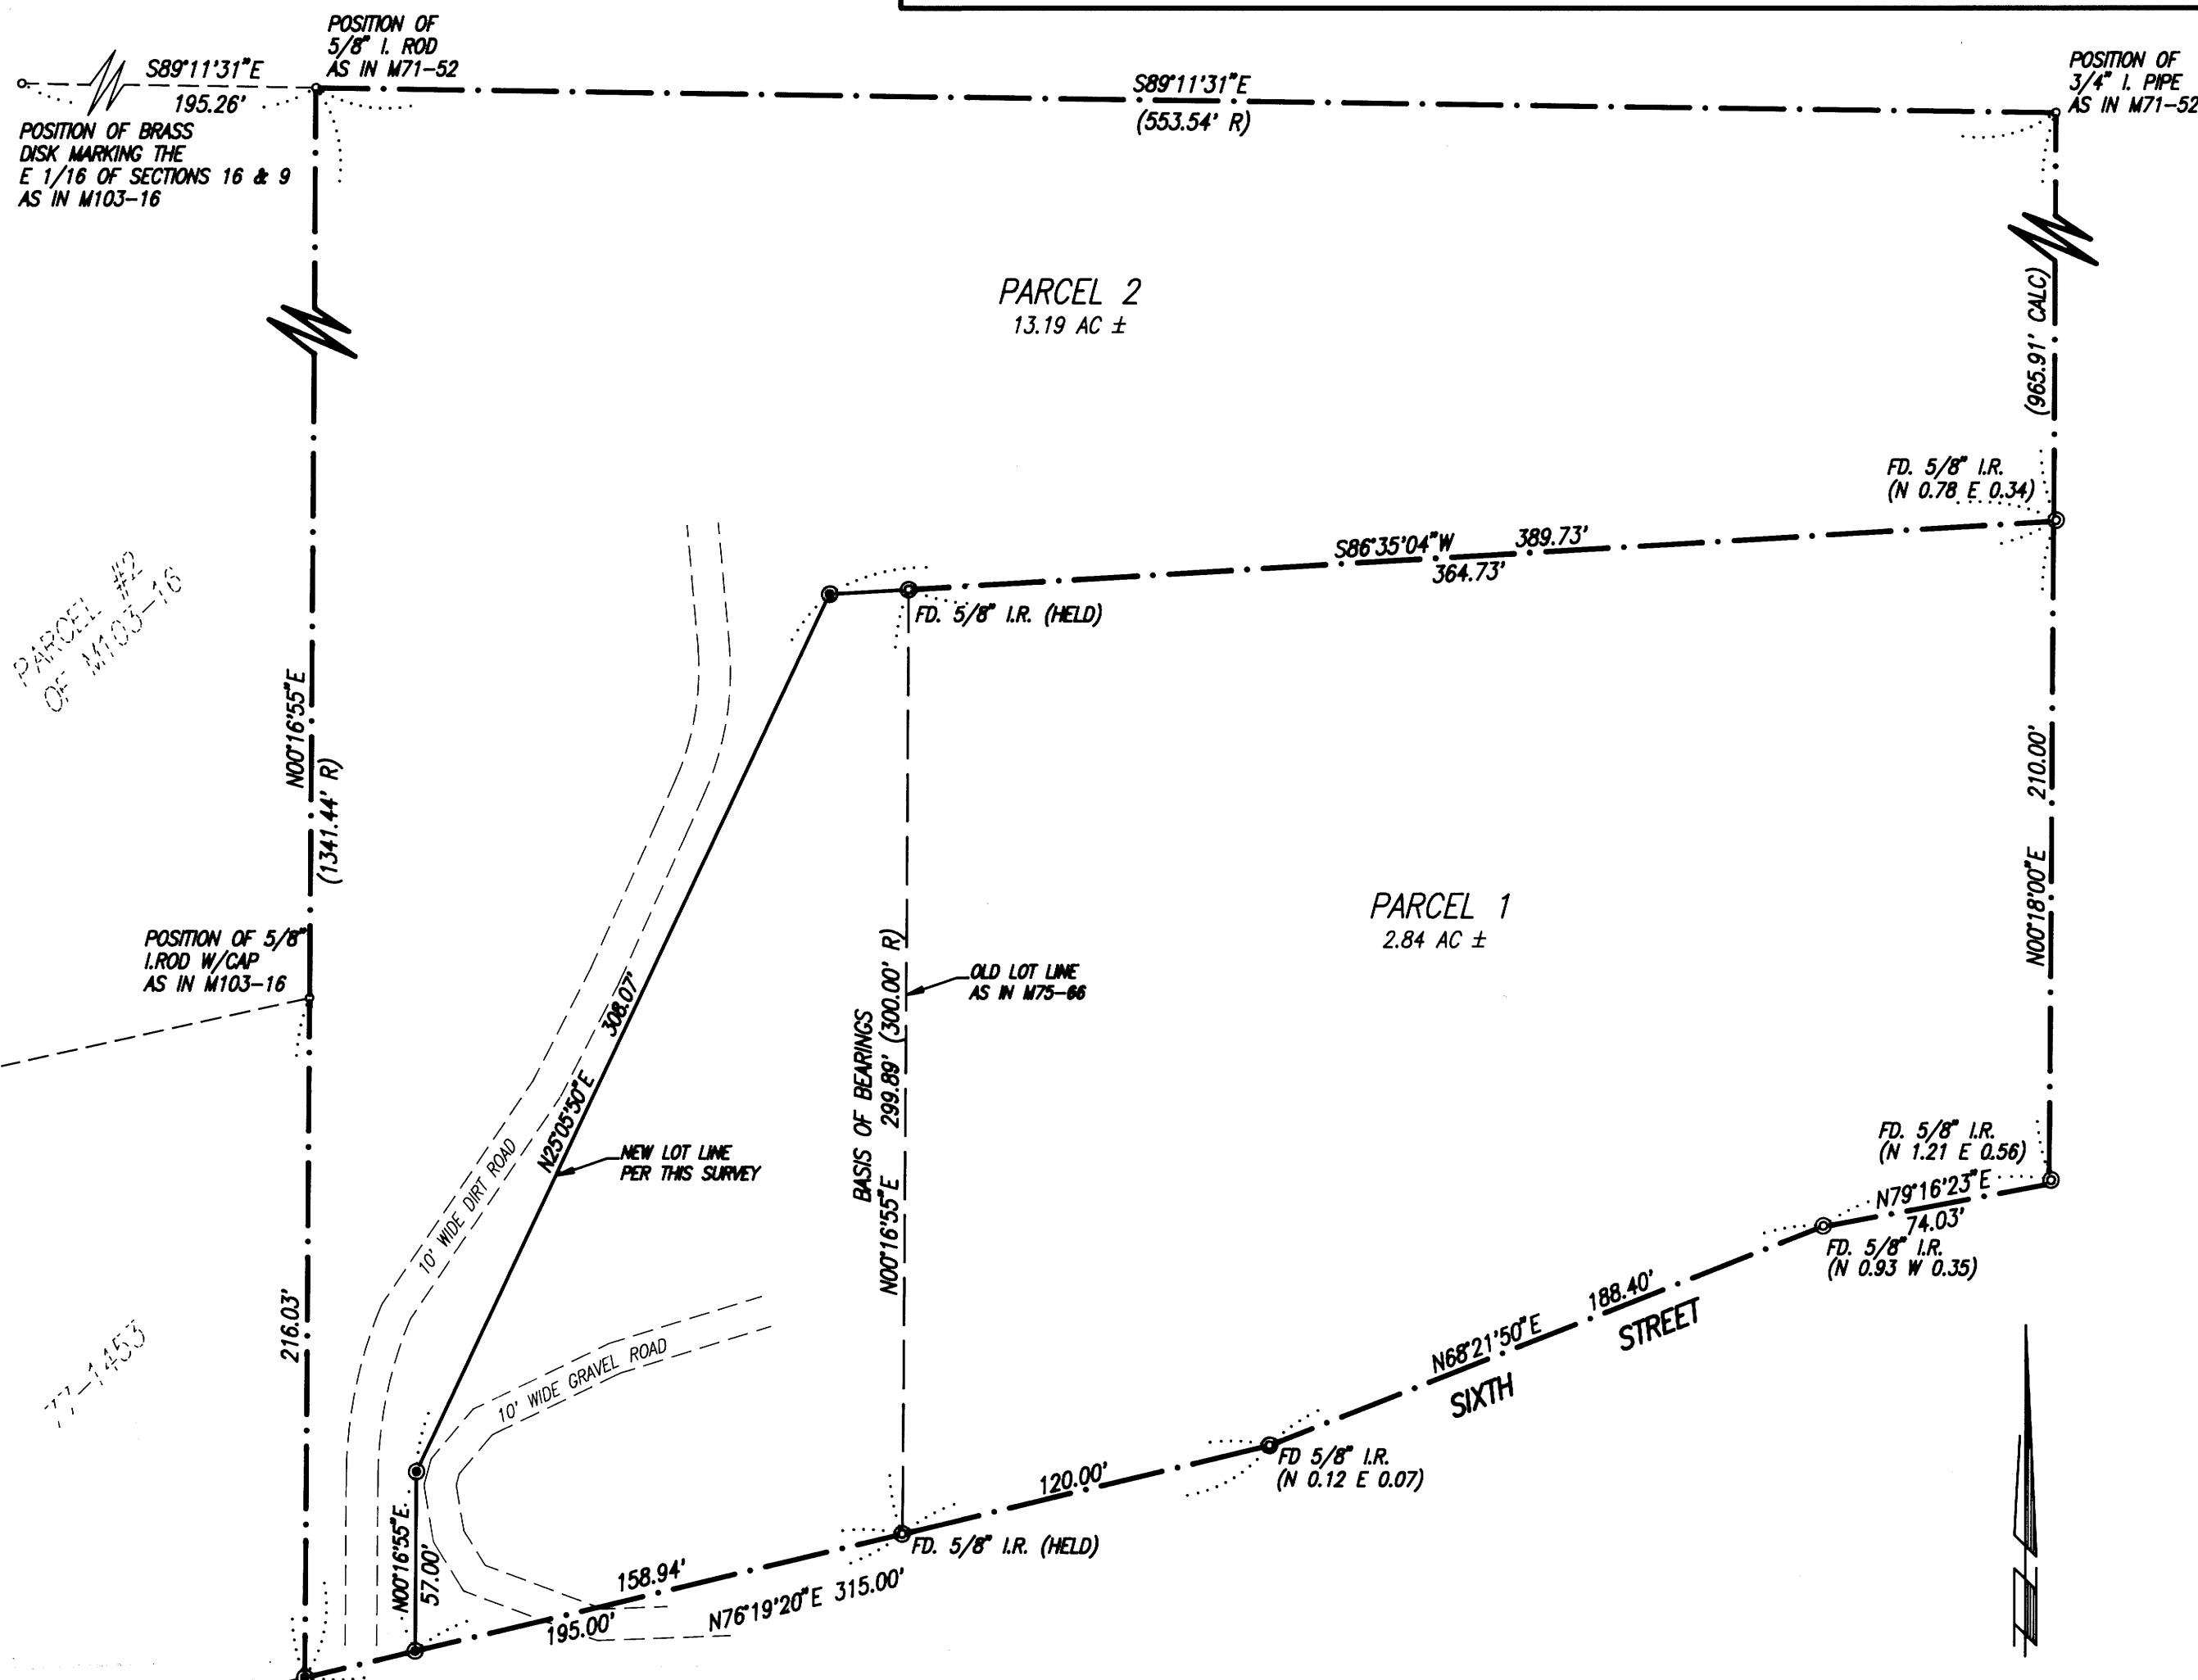 POSITION OF
5/8" I. ROD
AS IN M71-52
S89°11'31"E
195.26'
POSITION OF BRASS
DISK MARKING THE
E 1/16 OF SECTIONS 16 & 9
AS IN M103-16
S89°11'31"E
(553.54' R)
POSITION OF
3/4" I. PIPE
AS IN M71-52
PARCEL 2
13.19 AC ±
(965.91' CALC)
FD. 5/8" I.R.
(N 0.78 E 0.34)
S86°35'04"W
389.73'
364.73'
FD. 5/8" I.R. (HELD)
PARCEL #2
OF M103-16
N00°16'55"E
(1341.44' R)
210.00'
N00°18'00"E
PARCEL 1
2.84 AC ±
POSITION OF 5/8"
I.ROD W/CAP
AS IN M103-16
OLD LOT LINE
AS IN M75-66
308.07'
N25°05'50"E
BASIS OF BEARINGS
299.89' (300.00' R)
N00°16'55"E
NEW LOT LINE
PER THIS SURVEY
10' WIDE DIRT ROAD
FD. 5/8" I.R.
(N 1.21 E 0.56)
N79°16'23"E
74.03'
FD. 5/8" I.R.
(N 0.93 W 0.35)
216.03'
77-1453
10' WIDE GRAVEL ROAD
188.40'
N68°21'50"E
STREET
SIXTH
FD 5/8" I.R.
(N 0.12 E 0.07)
120.00'
FD. 5/8" I.R. (HELD)
N00°16'55"E
57.00'
158.94'
195.00'
N76°19'20"E 315.00'